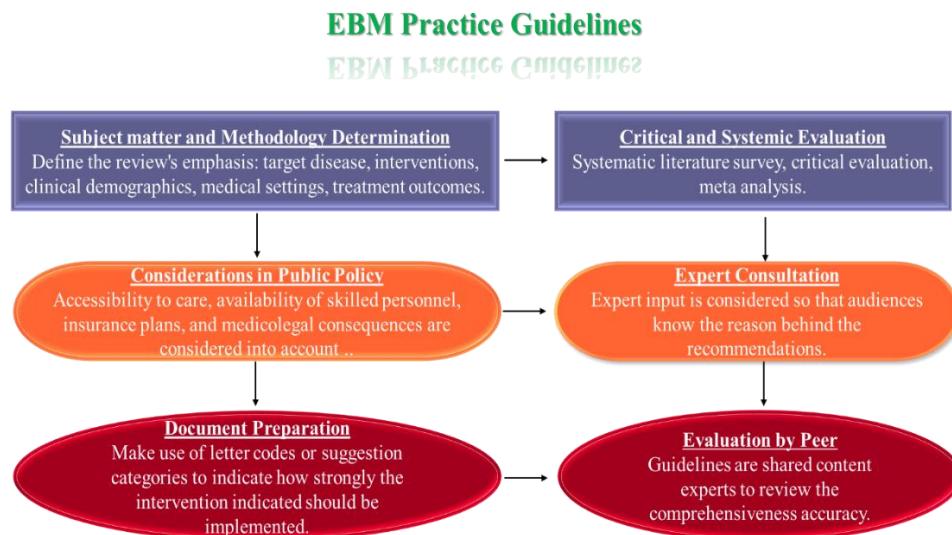 EBM Practice Guidelines
Subject matter and Methodology Determination
Define the review's emphasis: target disease, interventions,
clinical demographics, medical settings, treatment outcomes.
Critical and Systemic Evaluation
Systematic literature survey, critical evaluation,
meta analysis.
Considerations in Public Policy
Accessibility to care, availability of skilled personnel,
insurance plans, and medicolegal consequences are
considered into account ..
Expert Consultation
Expert input is considered so that audiences
know the reason behind the
recommendations.
Document Preparation
Make use of letter codes or suggestion
categories to indicate how strongly the
intervention indicated should be
implemented.
Evaluation by Peer
Guidelines are shared content
experts to review the
comprehensiveness accuracy.